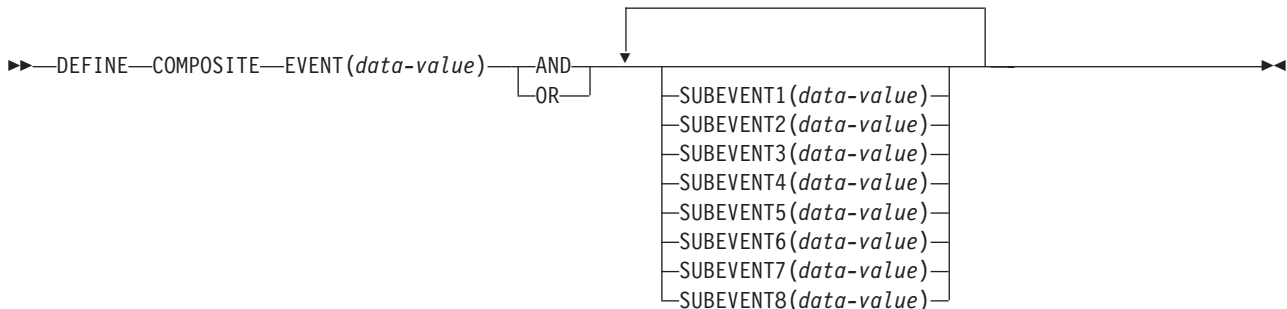 DEFINE COMPOSITE EVENT(data-value) AND
OR
SUBEVENT1(data-value)
SUBEVENT2(data-value)
SUBEVENT3(data-value)
SUBEVENT4(data-value)
SUBEVENT5(data-value)
SUBEVENT6(data-value)
SUBEVENT7(data-value)
SUBEVENT8(data-value)